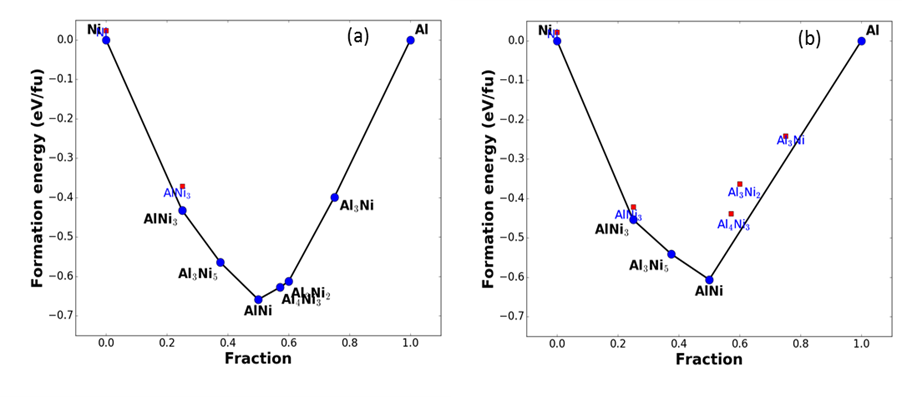 Ni
Ni
(a)
Al
0.0
−0.1
−0.2
−0.3
−0.4
−0.5
−0.6
−0.7
AlNi₃
AlNi₃
Al₃Ni
Al₃Ni₅
AlNi
Al₄Ni₃
Al₃Ni₂
0.0 0.2 0.4 0.6 0.8 1.0
Fraction
Formation energy (eV/fu)
Ni
Ni
(b)
Al
0.0
−0.1
−0.2
−0.3
−0.4
−0.5
−0.6
−0.7
Al₃Ni
Al₃Ni₂
AlNi₃
Al₄Ni₃
AlNi₃
Al₃Ni₅
AlNi
0.0 0.2 0.4 0.6 0.8 1.0
Fraction
Formation energy (eV/fu)